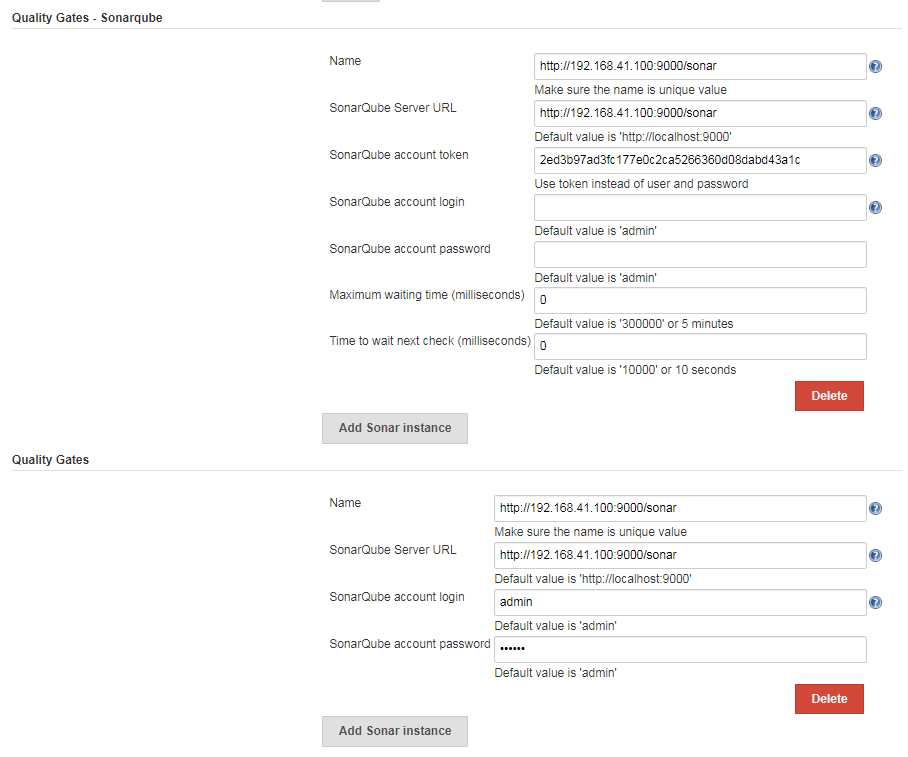 Quality Gates - Sonarqube
Name
http://192.168.41.100:9000/sonar
Make sure the name is unique value
SonarQube Server URL
http://192.168.41.100:9000/sonar
Default value is 'http://localhost:9000'
SonarQube account token
2ed3b97ad3fc177e0c2ca5266360d08dabd43a1c
Use token instead of user and password
SonarQube account login
Default value is 'admin'
SonarQube account password
Default value is 'admin'
Maximum waiting time (milliseconds)
0
Default value is '300000' or 5 minutes
Time to wait next check (milliseconds)
0
Default value is '10000' or 10 seconds
Delete
Add Sonar instance
Quality Gates
Name
http://192.168.41.100:9000/sonar
Make sure the name is unique value
SonarQube Server URL
http://192.168.41.100:9000/sonar
Default value is 'http://localhost:9000'
SonarQube account login
admin
Default value is 'admin'
SonarQube account password
••••••
Default value is 'admin'
Delete
Add Sonar instance